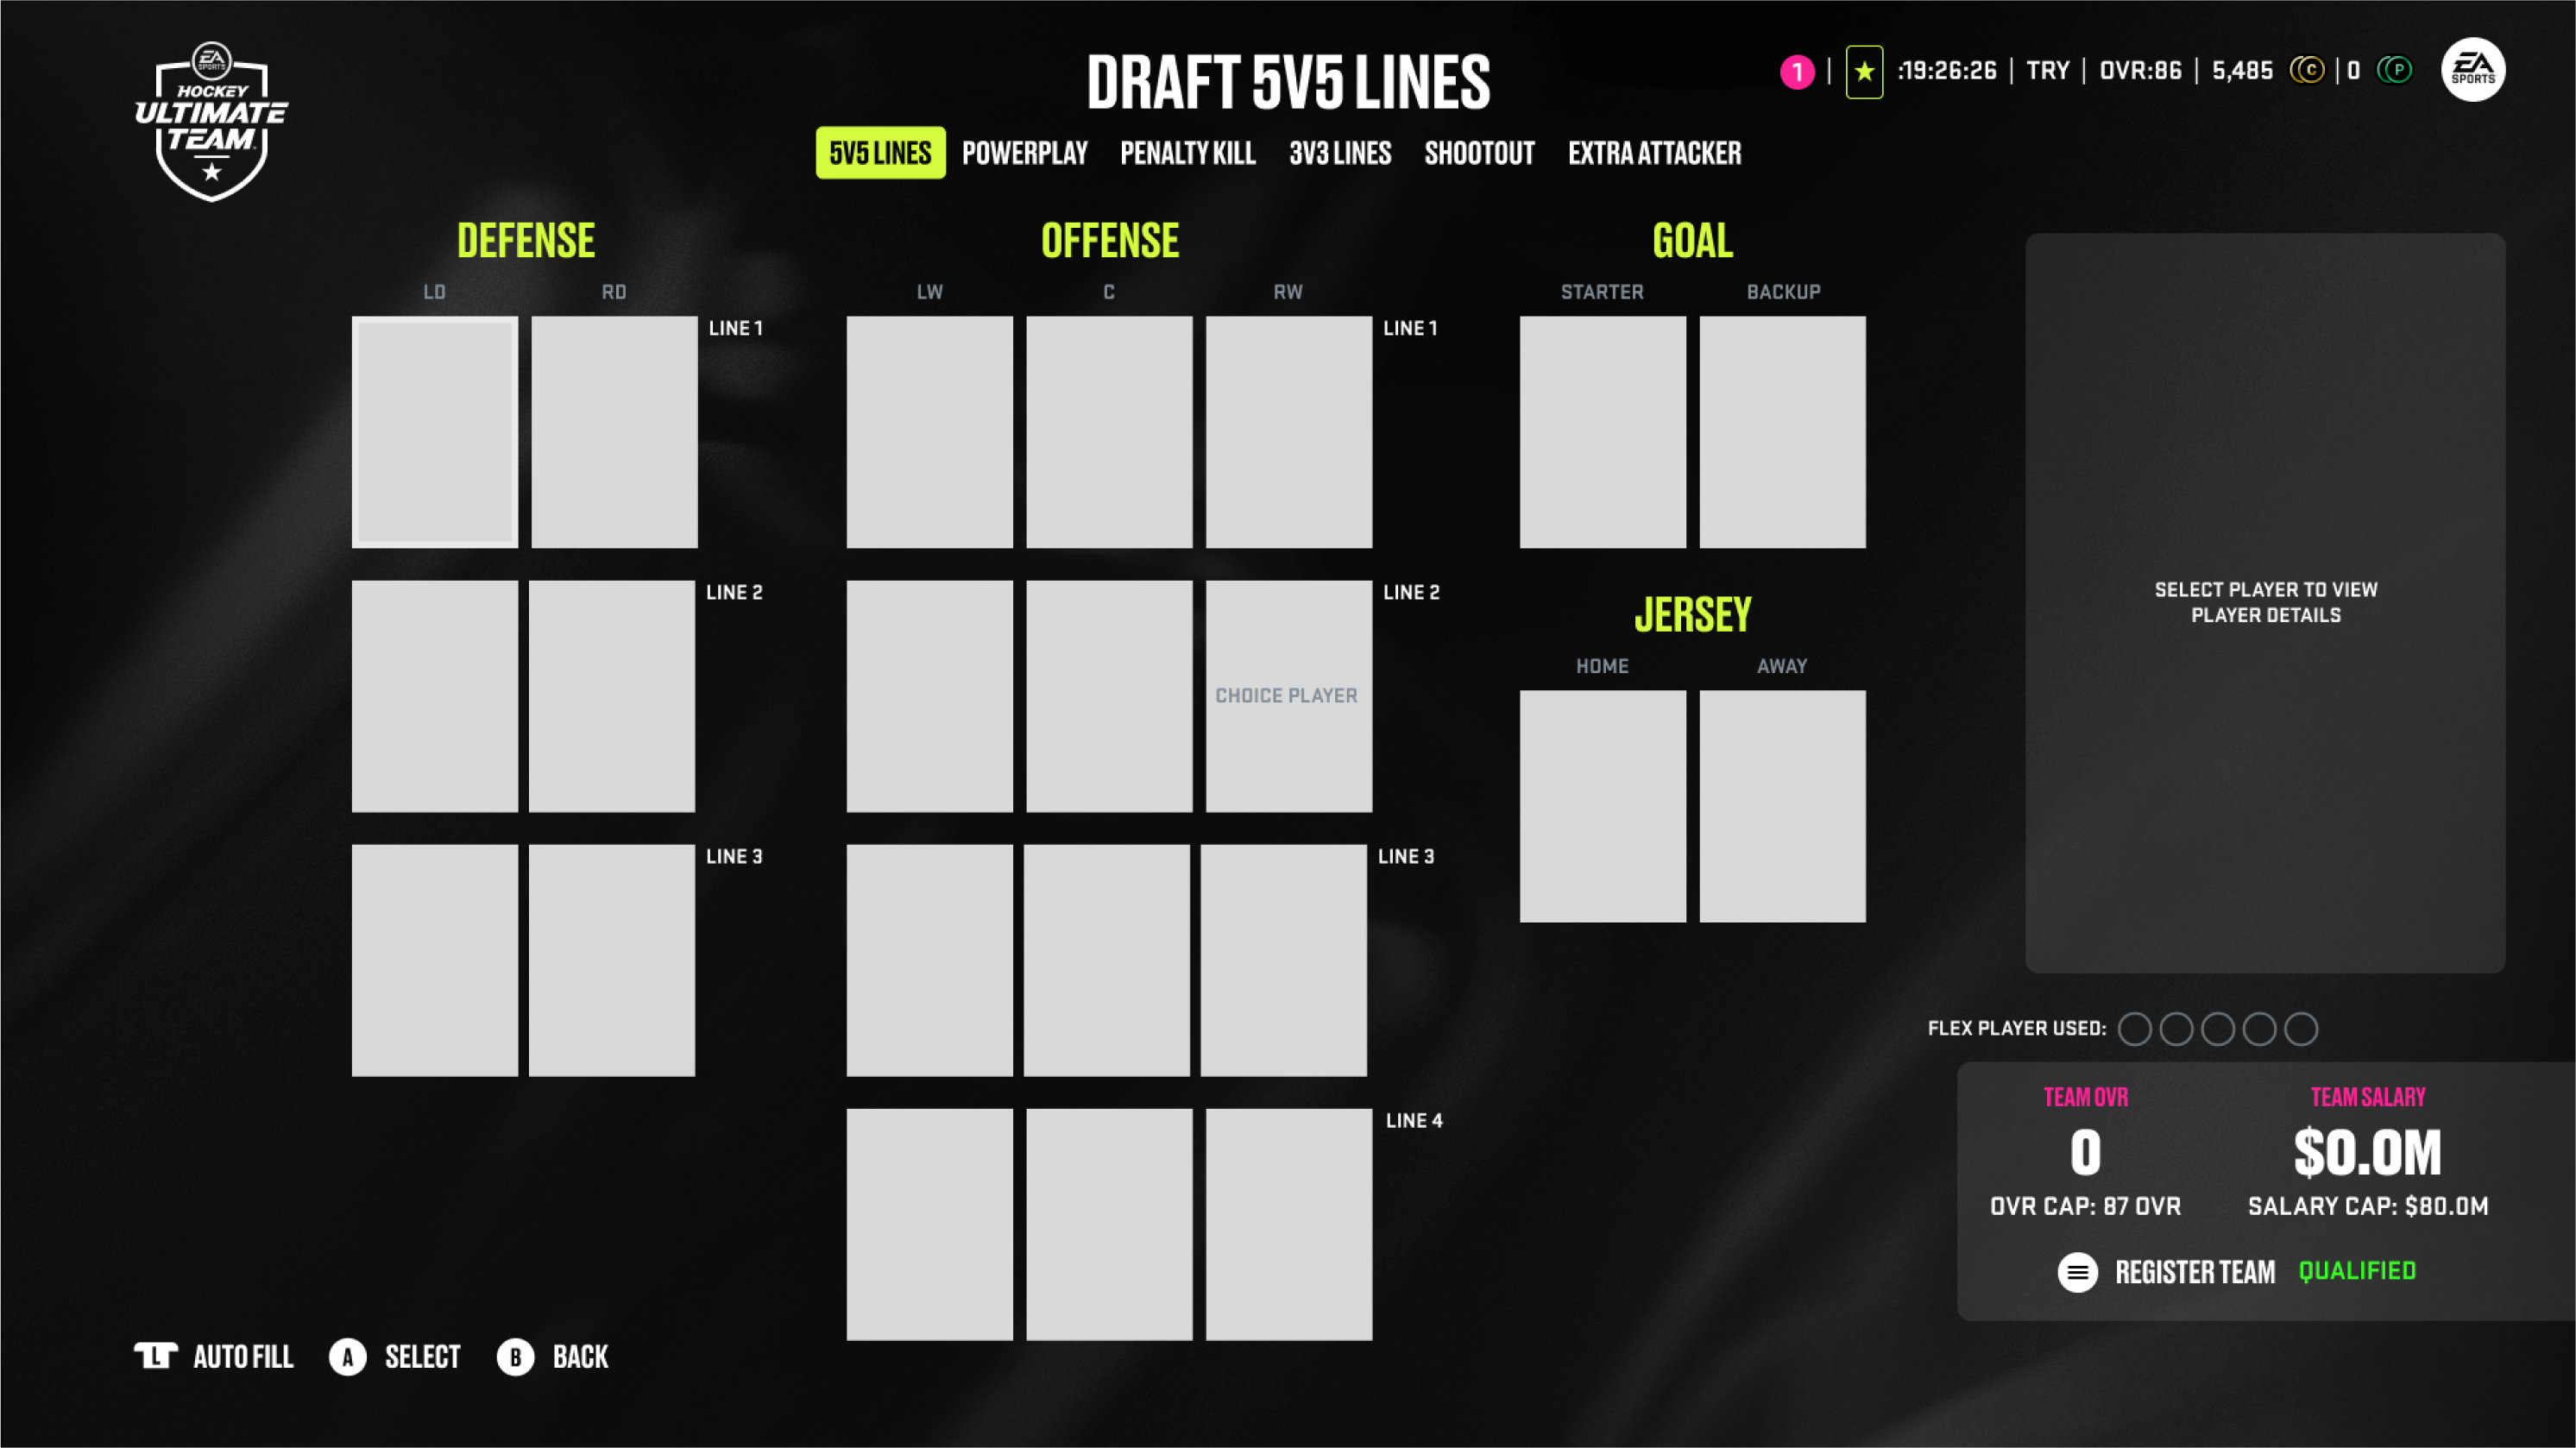 EA
SPORTS
HOCKEY
ULTIMATE
TEAM
DRAFT 5V5 LINES
1 | :19:26:26 | TRY | OVR:86 | 5,485 C | 0 P
EA
SPORTS
5V5 LINES POWERPLAY PENALTY KILL 3V3 LINES SHOOTOUT EXTRA ATTACKER
DEFENSE
LD RD
LINE 1
LINE 2
LINE 3
OFFENSE
LW C RW
LINE 1
LINE 2
CHOICE PLAYER
LINE 3
LINE 4
GOAL
STARTER BACKUP
JERSEY
HOME AWAY
SELECT PLAYER TO VIEW
PLAYER DETAILS
FLEX PLAYER USED:
TEAM OVR TEAM SALARY
0 $0.0M
OVR CAP: 87 OVR SALARY CAP: $80.0M
REGISTER TEAM QUALIFIED
L AUTO FILL A SELECT B BACK